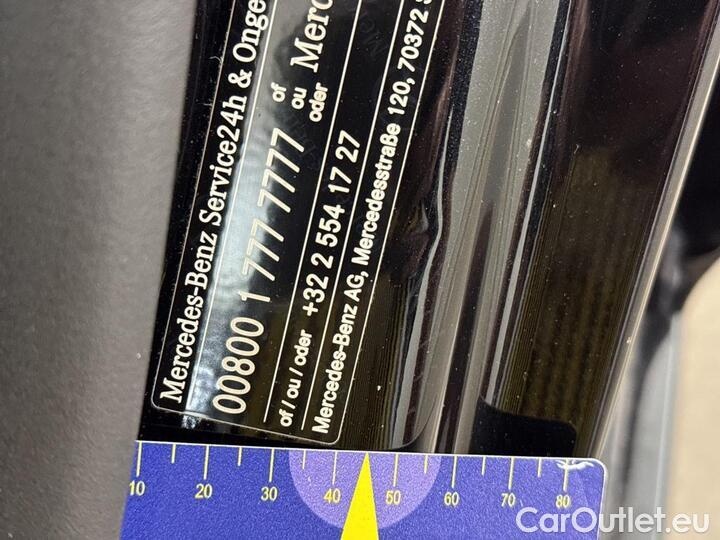 Mercedes-Benz Service24h & Onge
00800 1 777 7777
of
ou
oder
Merc
of / ou / oder +32 2 554 17 27
Mercedes-Benz AG, Mercedesstraße 120, 70372 S
10 20 30 40 50 60 70 80
CarOutlet.eu